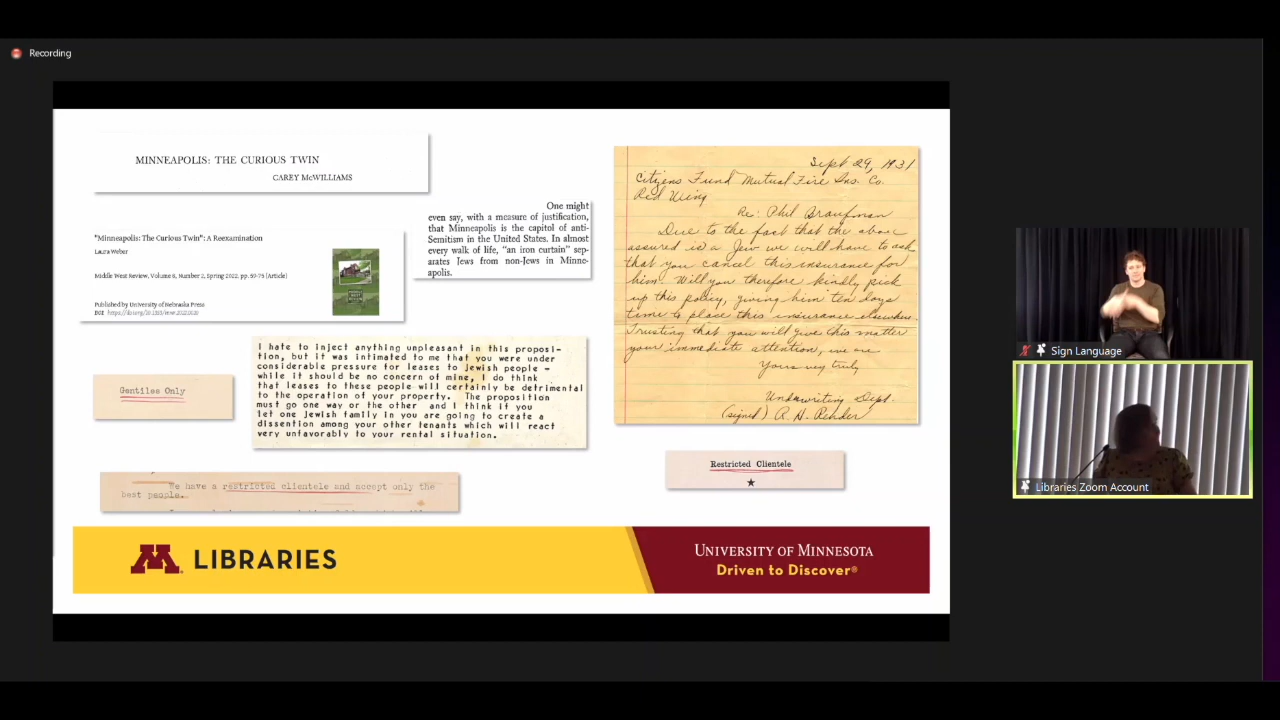 Recording
MINNEAPOLIS: THE CURIOUS TWIN
CAREY McWILLIAMS
One might
even say, with a measure of justification,
that Minneapolis is the capitol of anti-
Semitism in the United States. In almost
every walk of life, "an iron curtain" sep-
arates Jews from non-Jews in Minne-
apolis.
"Minneapolis: The Curious Twin": A Reexamination
Laura Weber
Middle West Review, Volume 8, Number 2, Spring 2022, pp. 59-75 (Article)
Published by University of Nebraska Press
DOI
I hate to inject anything unpleasant in this proposi-
tion, but it was intimated to me that you were under
considerable pressure for leases to Jewish people -
while it should be no concern of mine, I do think
that leases to these people will certainly be detrimental
to the operation of your property. The proposition
must go one way or the other and I think if you
let one Jewish family in you are going to create a
dissention among your other tenants which will react
very unfavorably to your rental situation.
Gentiles Only
We have a restricted clientele and accept only the
best people.
Sept 29, 1931
Citizens Fund Mutual Fire Ins. Co.
Red Wing
Re: Phil Braufman
Due to the fact that the above
assured is a Jew we will have to ask
that you cancel this insurance for
him. Will you therefore kindly pick
up this policy, giving him ten days
time to place this insurance elsewhere.
Trusting that you will give this matter
your immediate attention, we are
Yours very truly
Underwriting Dept.
(signed)
Restricted Clientele
M LIBRARIES
UNIVERSITY OF MINNESOTA
Driven to Discover®
Sign Language
Libraries Zoom Account